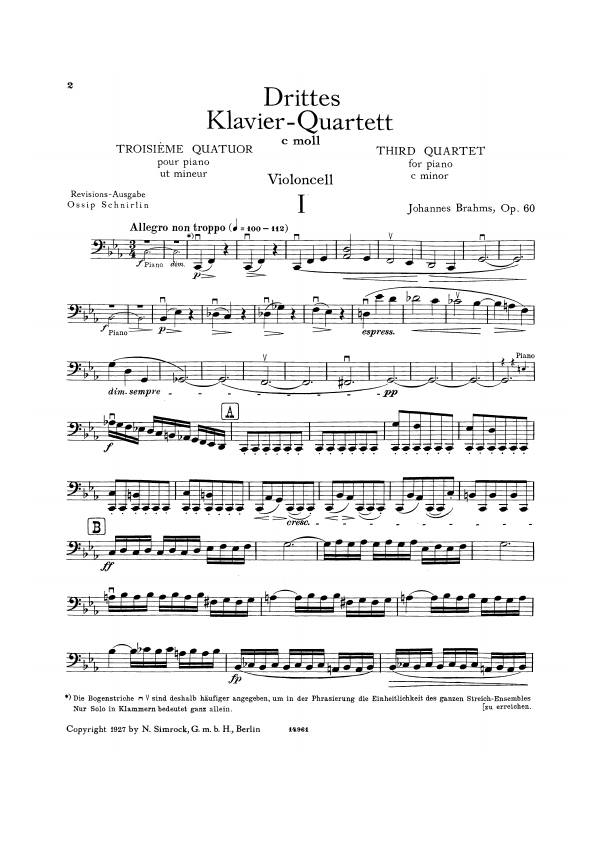 2
Drittes
Klavier-Quartett
c moll
TROISIÈME QUATUOR
pour piano
ut mineur
THIRD QUARTET
for piano
c minor
Violoncell
I
Revisions-Ausgabe
Ossip Schnirlin
Johannes Brahms, Op. 60
Allegro non troppo (♩ = 100-112)
*)
3/4
f Piano dim. p
f Piano p espress.
dim. sempre pp Piano
A
f
cresc.
B
ff
fp
*) Die Bogenstriche ⊓ V sind deshalb häufiger angegeben, um in der Phrasierung die Einheitlichkeit des ganzen Streich-Ensembles
[zu erreichen.
Nur Solo in Klammern bedeutet ganz allein.
Copyright 1927 by N. Simrock, G. m. b. H., Berlin
14961